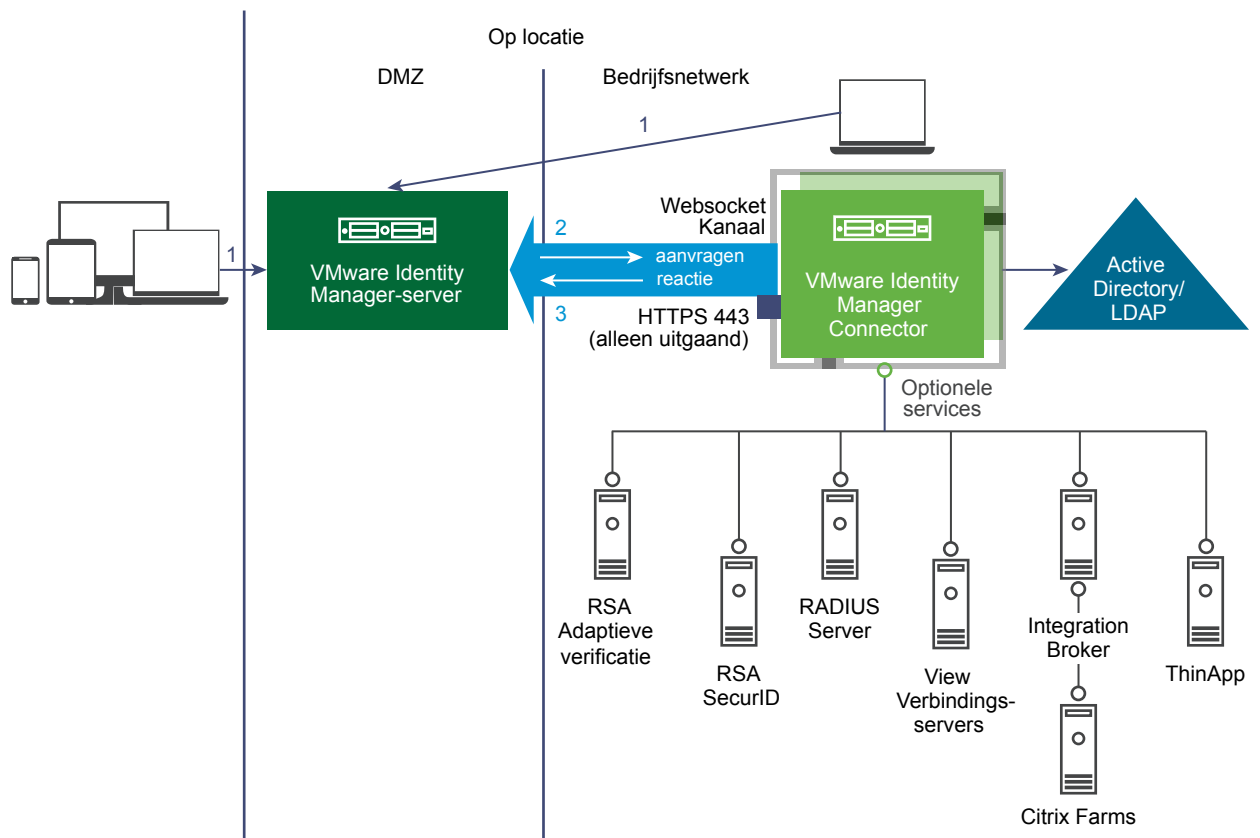 Op locatie
DMZ
Bedrijfsnetwerk
1
1
VMware Identity
Manager-server
Websocket
Kanaal
2
aanvragen
reactie
3
HTTPS 443
(alleen uitgaand)
VMware Identity
Manager
Connector
Active
Directory/
LDAP
Optionele
services
RSA
Adaptieve
verificatie
RSA
SecurID
RADIUS
Server
View
Verbindings-
servers
Integration
Broker
Citrix Farms
ThinApp